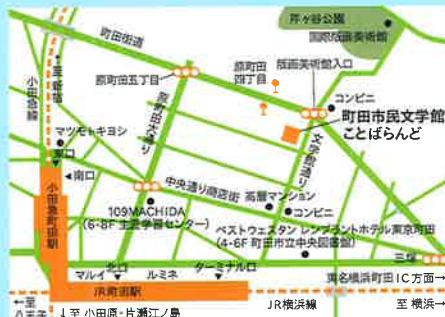 芹ヶ谷公園
国際版画美術館
町田街道
小田急線
←至 新宿
原町田五丁目
原町田四丁目
版画美術館入口
コンビニ
町田市民文学館
ことばらんど
原町田大通り
文学館通り
マツモトキヨシ
東口
◀南口
小田急町田駅
中央通り商店街
高層マンション
コンビニ
109MACHIDA
(6・8F 生涯学習センター)
ベストウェスタン レンブラントホテル東京町田
(4-6F 町田市立中央図書館)
三塚
北口
ターミナル口
マルイ
ルミネ
東名横浜町田IC方面→
JR町田駅
JR横浜線
至 横浜→
←至
八王子
↓至 小田原・片瀬江ノ島